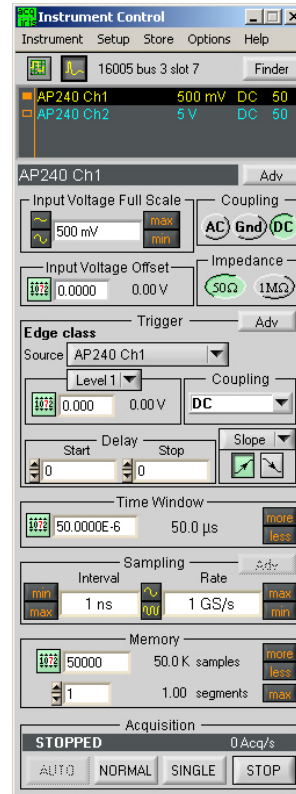 Instrument Control
Instrument Setup Store Options Help
16005 bus 3 slot 7 Finder
AP240 Ch1 500 mV DC 50
AP240 Ch2 5 V DC 50
AP240 Ch1 Adv
Input Voltage Full Scale Coupling
500 mV max min AC Gnd DC
Input Voltage Offset Impedance
1072 0.0000 0.00 V 50Ω 1MΩ
Trigger Adv
Edge class
Source AP240 Ch1
Level 1 Coupling
1072 0.000 0.00 V DC
Delay Slope
Start Stop
0 0
Time Window
1072 50.0000E-6 50.0 µs more less
Sampling Adv
Interval Rate
min max 1 ns 1 GS/s max min
Memory
1072 50000 50.0 K samples more less
1 1.00 segments max
Acquisition
STOPPED 0 Acq/s
AUTO NORMAL SINGLE STOP